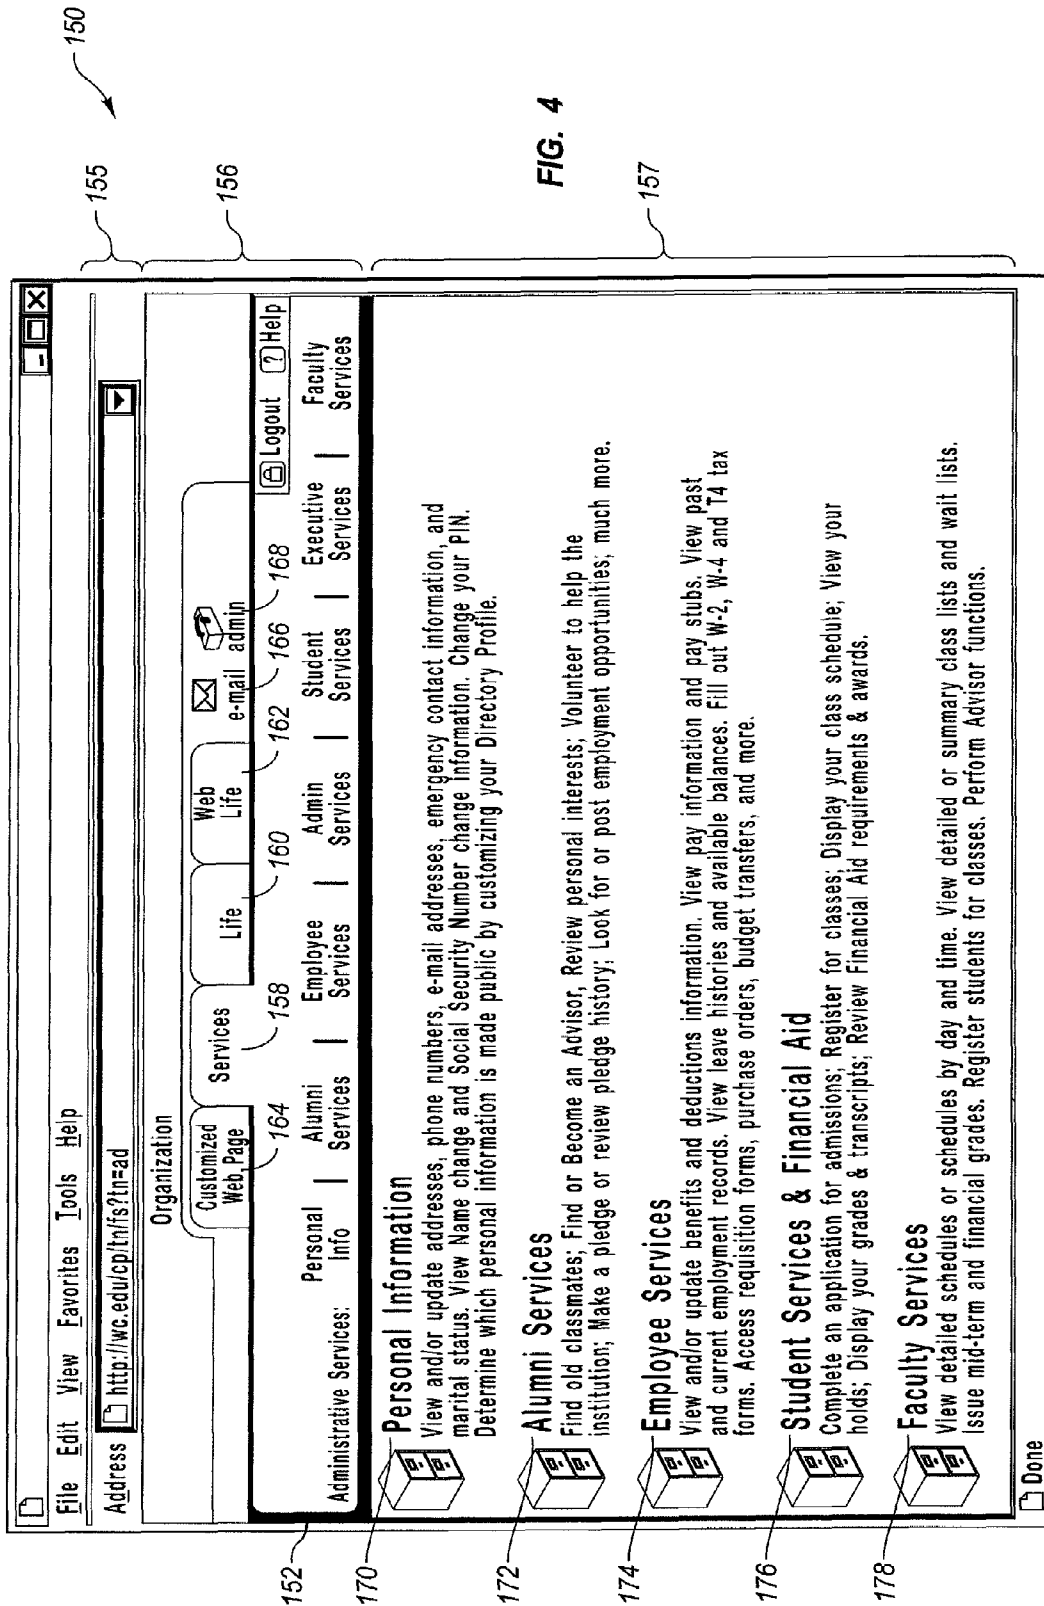 150
155
File Edit View Favorites Tools Help
Address http://wc.edu/cp/tn/fs?tn=ad
156
Organization
Customized
Web Page
Services
Life
Web
Life
e-mail
admin
164
158
160
162
166
168
Logout ? Help
152
Administrative Services:
Personal
Info
|
Alumni
Services
|
Employee
Services
|
Admin
Services
|
Student
Services
|
Executive
Services
|
Faculty
Services
FIG. 4
157
170
Personal Information
View and/or update addresses, phone numbers, e-mail addresses, emergency contact information, and
marital status. View Name change and Social Security Number change Information. Change your PIN.
Determine which personal information is made public by customizing your Directory Profile.
172
Alumni Services
Find old classmates; Find or Become an Advisor, Review personal interests; Volunteer to help the
institution; Make a pledge or review pledge history; Look for or post employment opportunities; much more.
174
Employee Services
View and/or update benefits and deductions information. View pay information and pay stubs. View past
and current employment records. View leave histories and available balances. Fill out W-2, W-4 and T4 tax
forms. Access requisition forms, purchase orders, budget transfers, and more.
176
Student Services & Financial Aid
Complete an application for admissions; Register for classes; Display your class schedule; View your
holds; Display your grades & transcripts; Review Financial Aid requirements & awards.
178
Faculty Services
View detailed schedules or schedules by day and time. View detailed or summary class lists and wait lists.
Issue mid-term and financial grades. Register students for classes. Perform Advisor functions.
Done